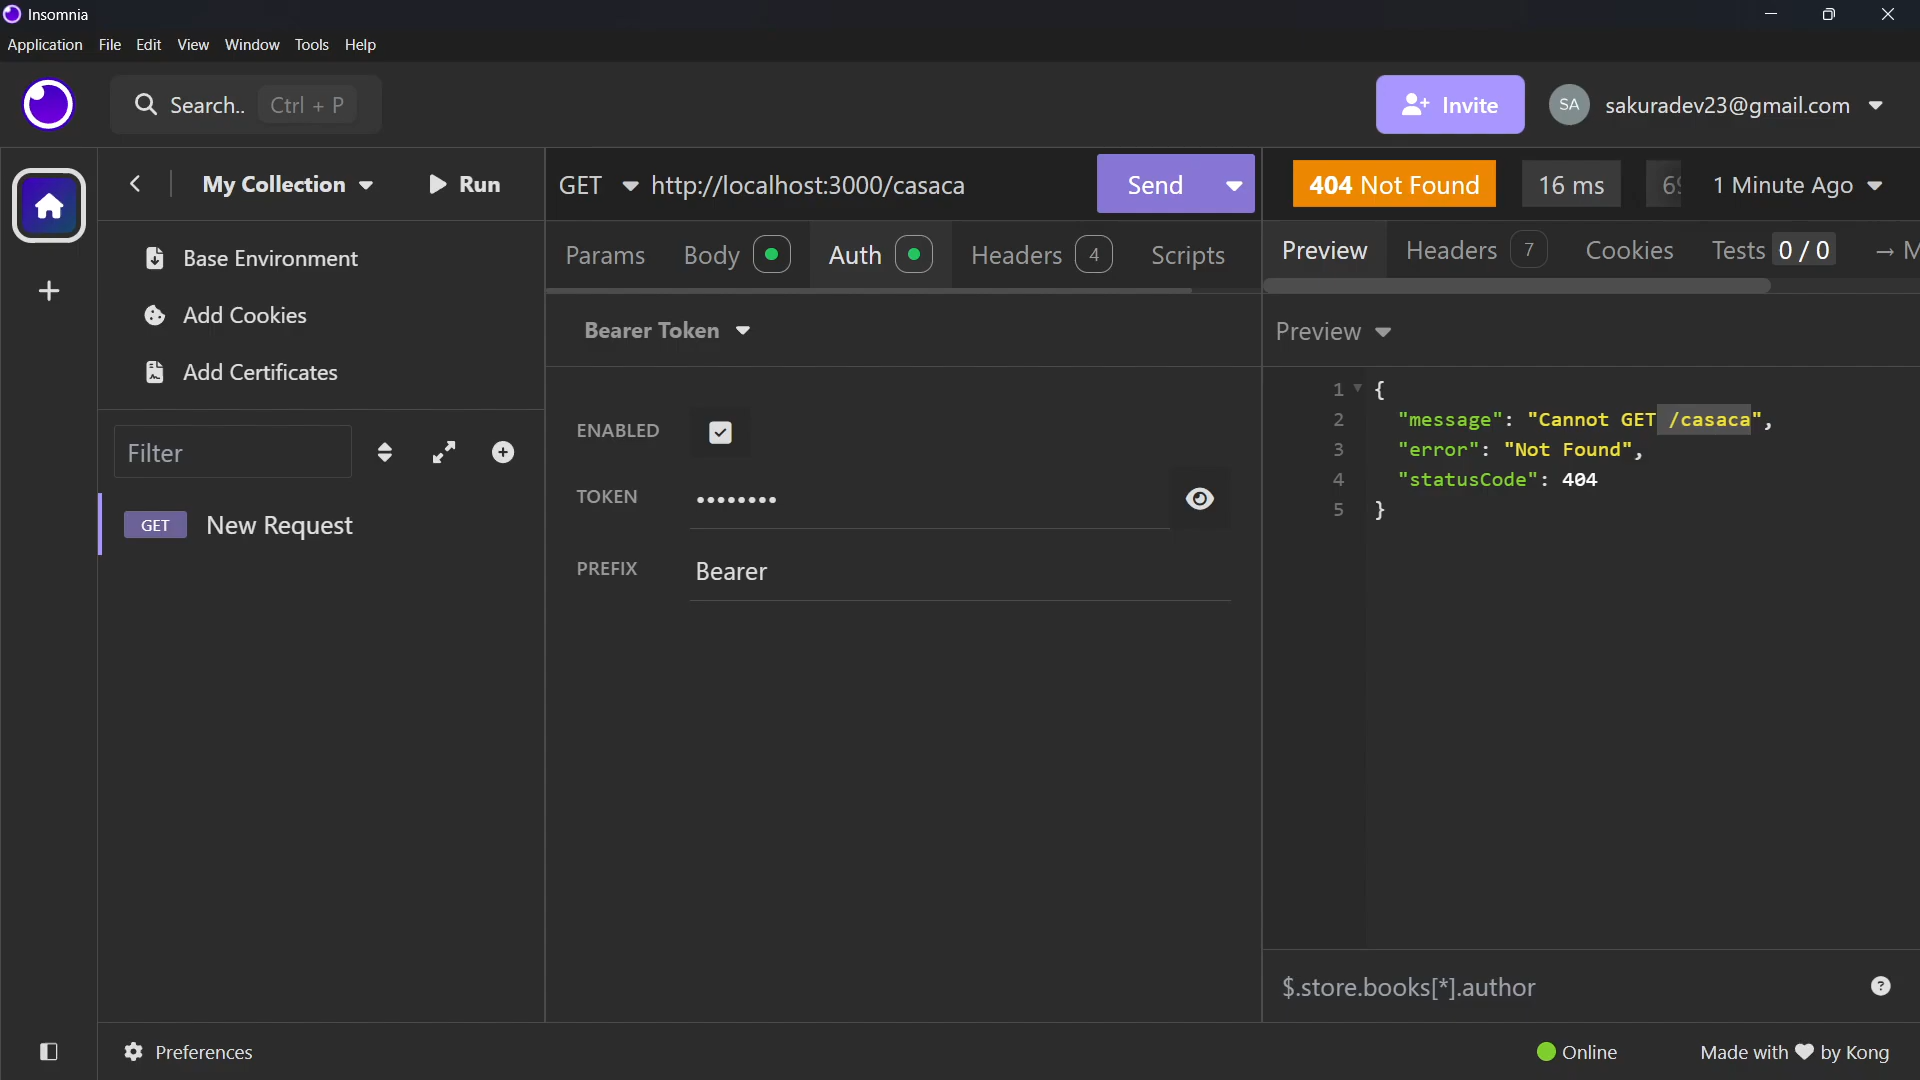 Insomnia
Application File Edit View Window Tools Help
Search.. Ctrl + P
Invite
SA sakuradev23@gmail.com
My Collection
Run
Base Environment
Add Cookies
Add Certificates
Filter
GET New Request
GET http://localhost:3000/casaca
Send
Params Body Auth Headers 4 Scripts
Bearer Token
ENABLED
TOKEN ••••••••
PREFIX Bearer
404 Not Found 16 ms 1 Minute Ago
Preview Headers 7 Cookies Tests 0 / 0 → M
Preview
1 {
2 "message": "Cannot GET /casaca",
3 "error": "Not Found",
4 "statusCode": 404
5 }
$.store.books[*].author
?
Preferences
Online
Made with ❤ by Kong